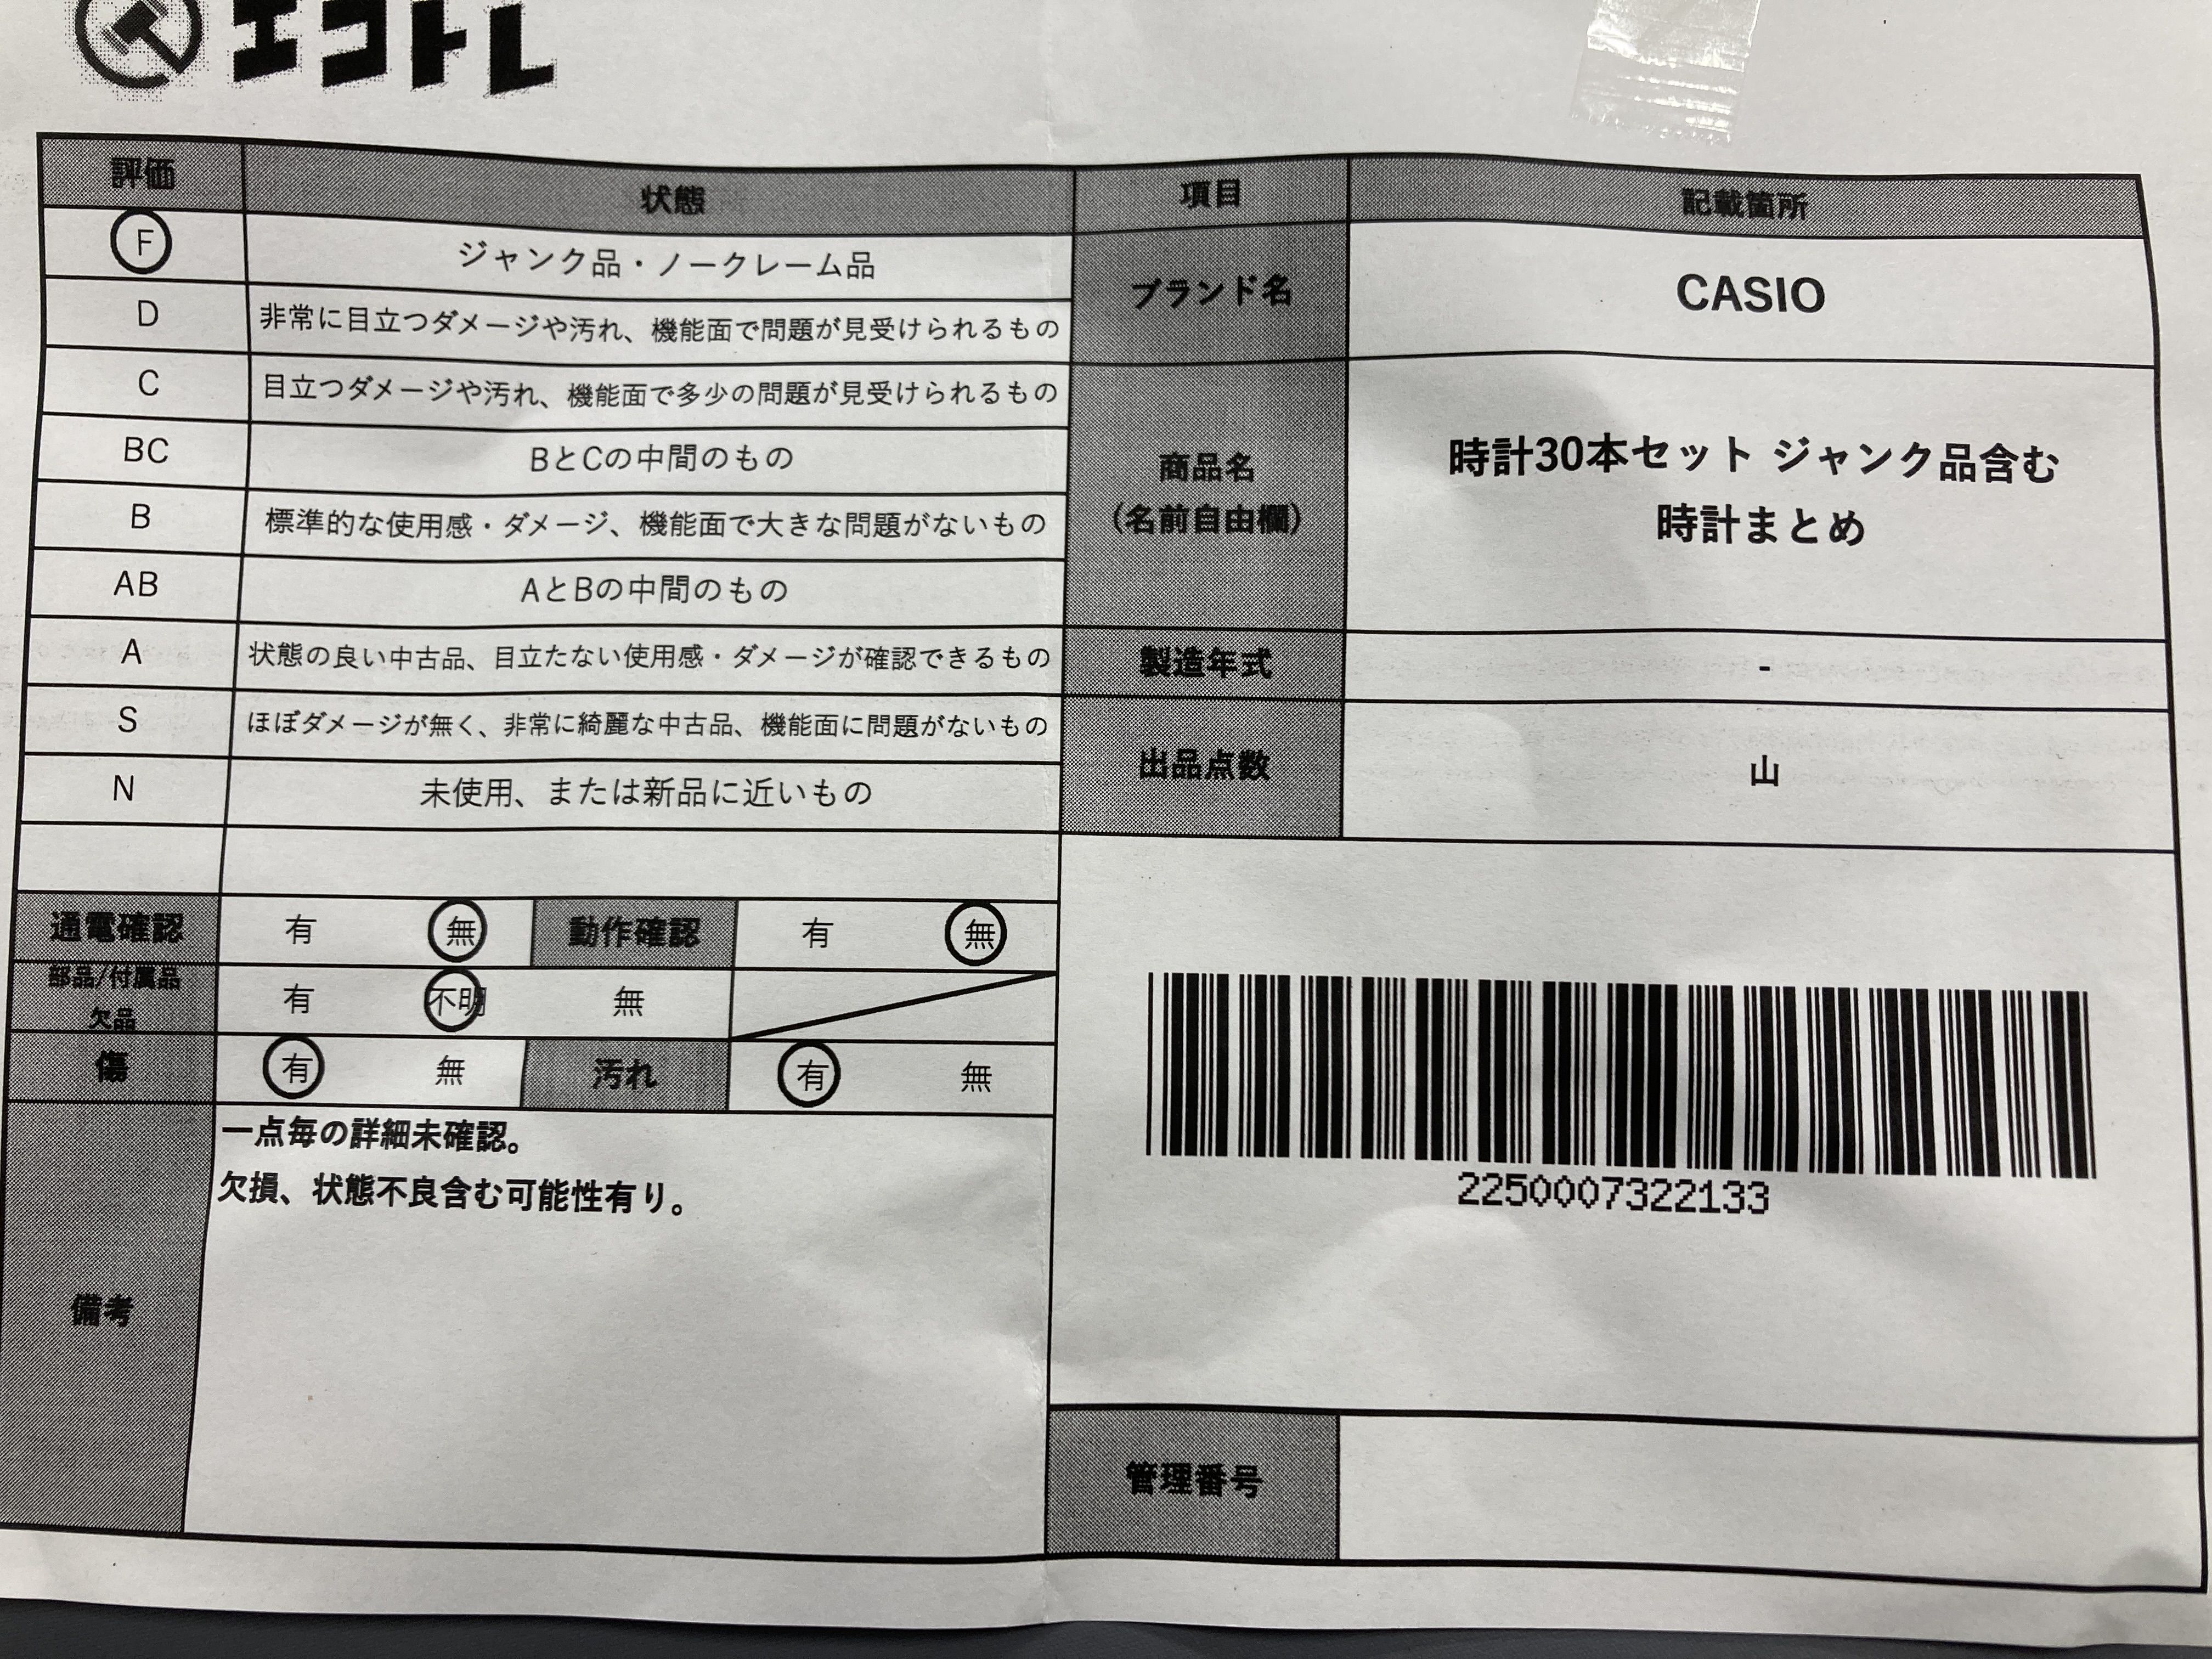 エコトレ
評価 状態 項目 記載箇所
F ジャンク品・ノークレーム品
D 非常に目立つダメージや汚れ、機能面で問題が見受けられるもの
C 目立つダメージや汚れ、機能面で多少の問題が見受けられるもの
BC BとCの中間のもの
B 標準的な使用感・ダメージ、機能面で大きな問題がないもの
AB AとBの中間のもの
A 状態の良い中古品、目立たない使用感・ダメージが確認できるもの
S ほぼダメージが無く、非常に綺麗な中古品、機能面に問題がないもの
N 未使用、または新品に近いもの
ブランド名 CASIO
商品名
(名前自由欄)
時計30本セット ジャンク品含む
時計まとめ
製造年式 -
出品点数 山
通電確認 有 無 動作確認 有 無
部品/付属品
欠品
有 不明 無
傷 有 無 汚れ 有 無
備考
一点毎の詳細未確認。
欠損、状態不良含む可能性有り。
2250007322133
管理番号